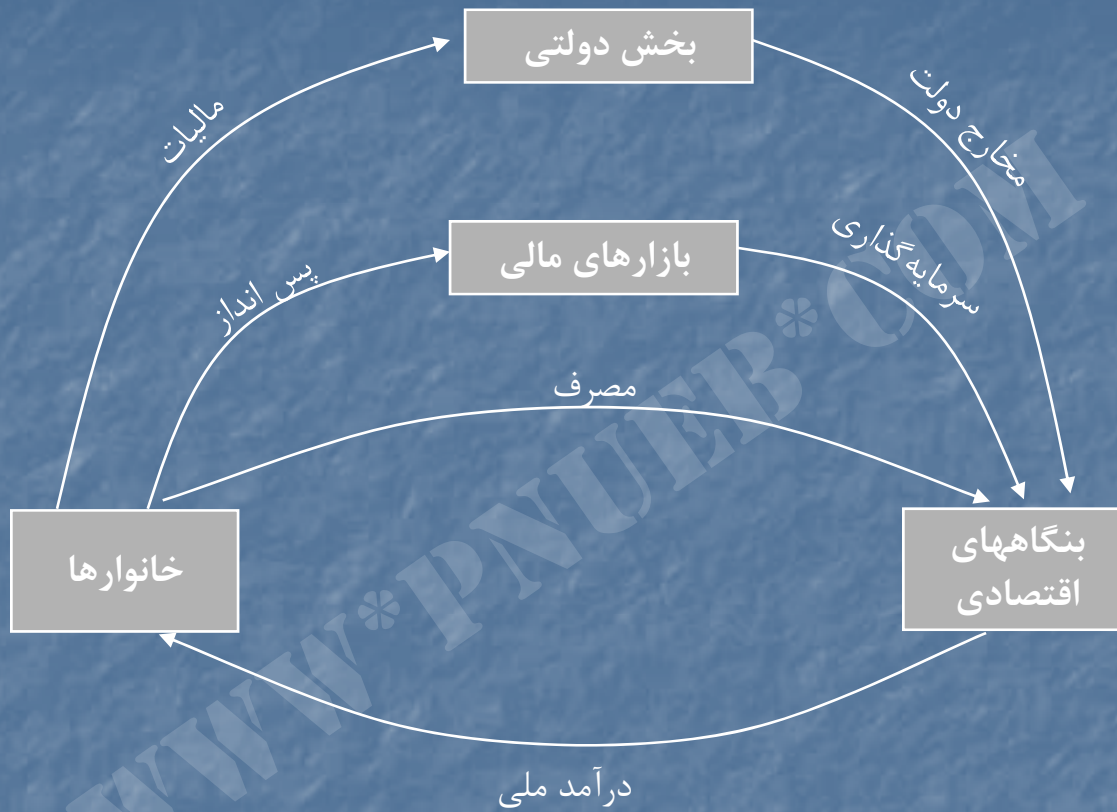 بخش دولتی
مالیات
مخارج دولت
بازارهای مالی
سرمایه‌گذاری
پس انداز
مصرف
خانوارها
بنگاههای
اقتصادی
درآمد ملی
WWW*PNUEB*COM